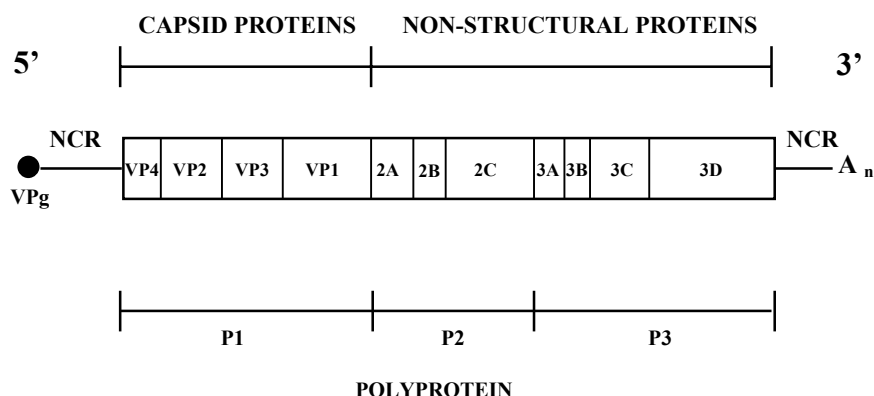 CAPSID PROTEINS NON-STRUCTURAL PROTEINS
5’ 3’
NCR NCR
VP4 VP2 VP3 VP1 2A 2B 2C 3A 3B 3C 3D A n
VPg
P1 P2 P3
POLYPROTEIN